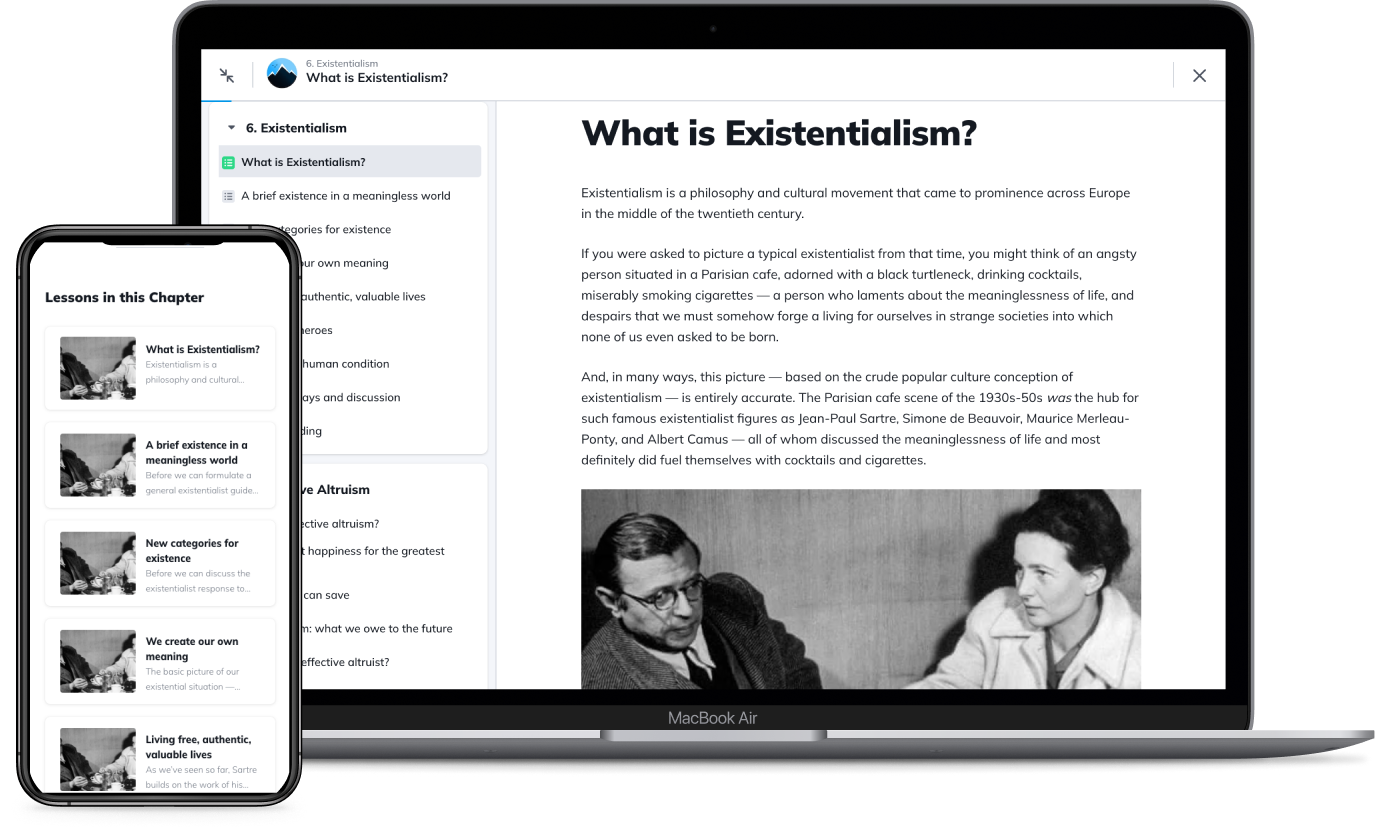 6. Existentialism
What is Existentialism?
6. Existentialism
What is Existentialism?
A brief existence in a meaningless world
tegories for existence
ur own meaning
authentic, valuable lives
eroes
human condition
ays and discussion
ding
ve Altruism
ective altruism?
t happiness for the greatest
can save
m: what we owe to the future
effective altruist?
What is Existentialism?
Existentialism is a philosophy and cultural movement that came to prominence across Europe
in the middle of the twentieth century.
If you were asked to picture a typical existentialist from that time, you might think of an angsty
person situated in a Parisian cafe, adorned with a black turtleneck, drinking cocktails,
miserably smoking cigarettes — a person who laments about the meaninglessness of life, and
despairs that we must somehow forge a living for ourselves in strange societies into which
none of us even asked to be born.
And, in many ways, this picture — based on the crude popular culture conception of
existentialism — is entirely accurate. The Parisian cafe scene of the 1930s-50s was the hub for
such famous existentialist figures as Jean-Paul Sartre, Simone de Beauvoir, Maurice Merleau-
Ponty, and Albert Camus — all of whom discussed the meaninglessness of life and most
definitely did fuel themselves with cocktails and cigarettes.
MacBook Air
Lessons in this Chapter
What is Existentialism?
Existentialism is a
philosophy and cultural...
A brief existence in a
meaningless world
Before we can formulate a
general existentialist guide...
New categories for
existence
Before we can discuss the
existentialist response to...
We create our own
meaning
The basic picture of our
existential situation —...
Living free, authentic,
valuable lives
As we've seen so far, Sartre
builds on the work of his...